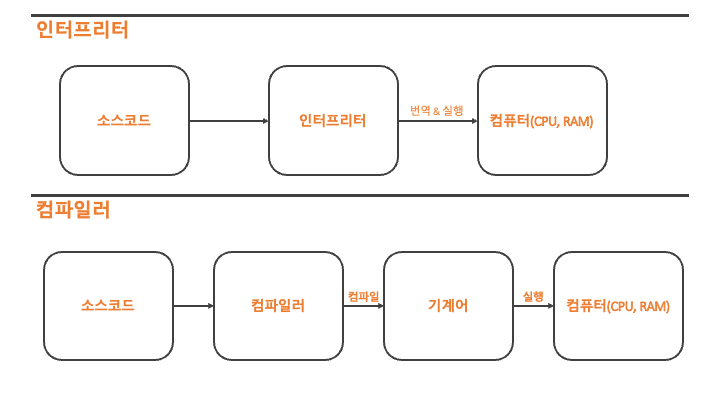 인터프리터
소스코드
인터프리터
번역 & 실행
컴퓨터(CPU, RAM)
컴파일러
소스코드
컴파일러
컴파일
기계어
실행
컴퓨터(CPU, RAM)